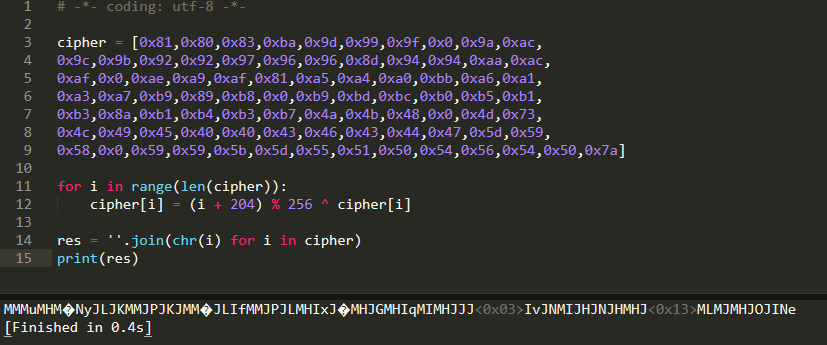 1 # -*- coding: utf-8 -*-
2
3 cipher = [0x81,0x80,0x83,0xba,0x9d,0x99,0x9f,0x0,0x9a,0xac,
4 0x9c,0x9b,0x92,0x92,0x97,0x96,0x96,0x8d,0x94,0x94,0xaa,0xac,
5 0xaf,0x0,0xae,0xa9,0xaf,0x81,0xa5,0xa4,0xa0,0xbb,0xa6,0xa1,
6 0xa3,0xa7,0xb9,0x89,0xb8,0x0,0xb9,0xbd,0xbc,0xb0,0xb5,0xb1,
7 0xb3,0x8a,0xb1,0xb4,0xb3,0xb7,0x4a,0x4b,0x48,0x0,0x4d,0x73,
8 0x4c,0x49,0x45,0x40,0x40,0x43,0x46,0x43,0x44,0x47,0x5d,0x59,
9 0x58,0x0,0x59,0x59,0x5b,0x5d,0x55,0x51,0x50,0x54,0x56,0x54,0x50,0x7a]
10
11 for i in range(len(cipher)):
12 cipher[i] = (i + 204) % 256 ^ cipher[i]
13
14 res = ''.join(chr(i) for i in cipher)
15 print(res)
MMMuMHM�NyJLJKMMJPJKJMM�JLIfMMJPJLMHIxJ�MHJGMHIqMIMHJJJ<0x03>IvJNMIJHJNJHMHJ<0x13>MLMJMHJOJINe
[Finished in 0.4s]